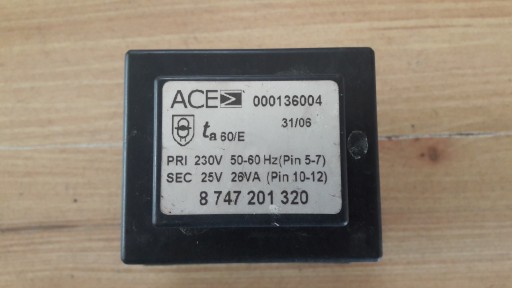 ACE 000136004
31/06
ta 60/E
PRI 230V 50-60 Hz(Pin 5-7)
SEC 25V 26VA (Pin 10-12)
8 747 201 320